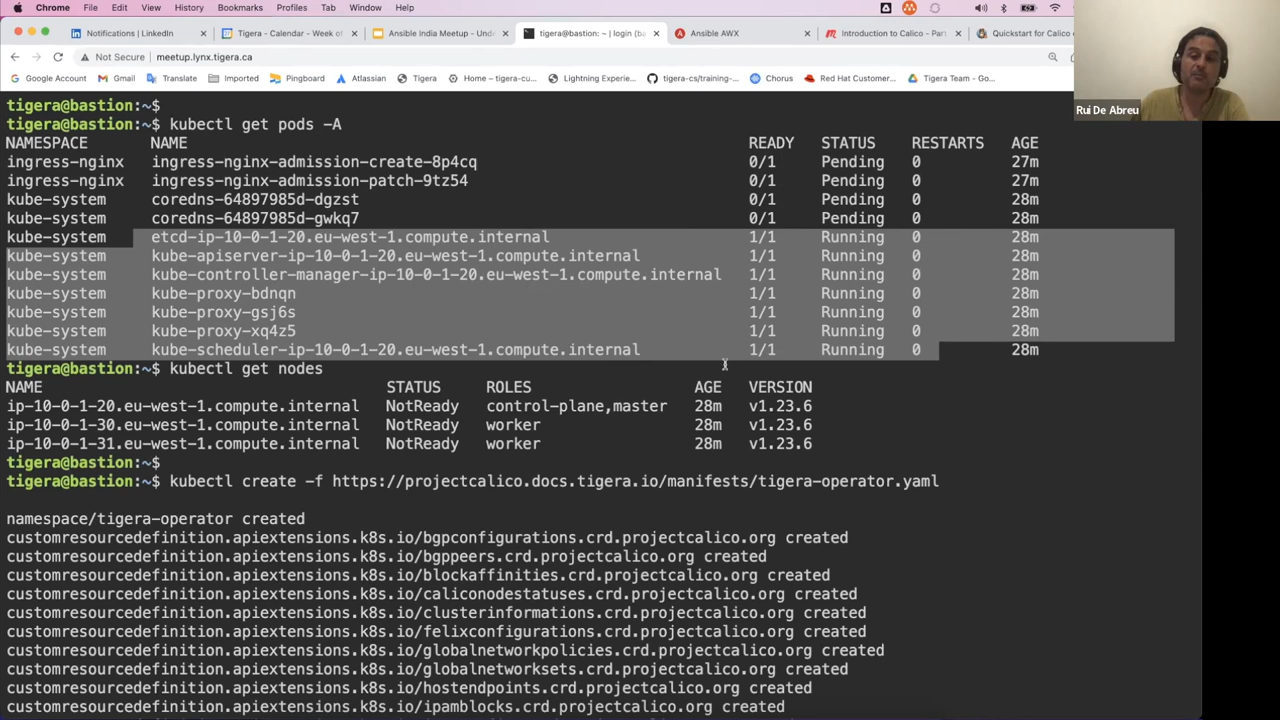 Chrome File Edit View History Bookmarks Profiles Tab Window Help
Notifications | LinkedIn × Tigera - Calendar - Week of × Ansible India Meetup - Und × tigera@bastion: ~ | login (ba × Ansible AWX × Introduction to Calico - Part × Quickstart for Calico
Not Secure | meetup.lynx.tigera.ca
Google Account Gmail Translate Imported Pingboard Atlassian Tigera Home – tigera-cu... Lightning Experie... tigera-cs/training-... Chorus Red Hat Customer... Tigera Team - Go...
Rui De Abreu
tigera@bastion:~$
tigera@bastion:~$ kubectl get pods -A
NAMESPACE NAME READY STATUS RESTARTS AGE
ingress-nginx ingress-nginx-admission-create-8p4cq 0/1 Pending 0 27m
ingress-nginx ingress-nginx-admission-patch-9tz54 0/1 Pending 0 27m
kube-system coredns-64897985d-dgzst 0/1 Pending 0 28m
kube-system coredns-64897985d-gwkq7 0/1 Pending 0 28m
kube-system etcd-ip-10-0-1-20.eu-west-1.compute.internal 1/1 Running 0 28m
kube-system kube-apiserver-ip-10-0-1-20.eu-west-1.compute.internal 1/1 Running 0 28m
kube-system kube-controller-manager-ip-10-0-1-20.eu-west-1.compute.internal 1/1 Running 0 28m
kube-system kube-proxy-bdnqn 1/1 Running 0 28m
kube-system kube-proxy-gsj6s 1/1 Running 0 28m
kube-system kube-proxy-xq4z5 1/1 Running 0 28m
kube-system kube-scheduler-ip-10-0-1-20.eu-west-1.compute.internal 1/1 Running 0 28m
tigera@bastion:~$ kubectl get nodes
NAME STATUS ROLES AGE VERSION
ip-10-0-1-20.eu-west-1.compute.internal NotReady control-plane,master 28m v1.23.6
ip-10-0-1-30.eu-west-1.compute.internal NotReady worker 28m v1.23.6
ip-10-0-1-31.eu-west-1.compute.internal NotReady worker 28m v1.23.6
tigera@bastion:~$
tigera@bastion:~$ kubectl create -f https://projectcalico.docs.tigera.io/manifests/tigera-operator.yaml
namespace/tigera-operator created
customresourcedefinition.apiextensions.k8s.io/bgpconfigurations.crd.projectcalico.org created
customresourcedefinition.apiextensions.k8s.io/bgppeers.crd.projectcalico.org created
customresourcedefinition.apiextensions.k8s.io/blockaffinities.crd.projectcalico.org created
customresourcedefinition.apiextensions.k8s.io/caliconodestatuses.crd.projectcalico.org created
customresourcedefinition.apiextensions.k8s.io/clusterinformations.crd.projectcalico.org created
customresourcedefinition.apiextensions.k8s.io/felixconfigurations.crd.projectcalico.org created
customresourcedefinition.apiextensions.k8s.io/globalnetworkpolicies.crd.projectcalico.org created
customresourcedefinition.apiextensions.k8s.io/globalnetworksets.crd.projectcalico.org created
customresourcedefinition.apiextensions.k8s.io/hostendpoints.crd.projectcalico.org created
customresourcedefinition.apiextensions.k8s.io/ipamblocks.crd.projectcalico.org created